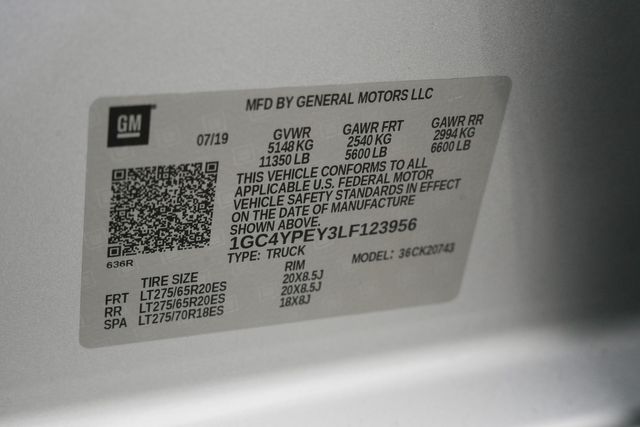 MFD BY GENERAL MOTORS LLC
GM
07/19
GVWR GAWR FRT GAWR RR
5148 KG 2540 KG 2994 KG
11350 LB 5600 LB 6600 LB
THIS VEHICLE CONFORMS TO ALL
APPLICABLE U.S. FEDERAL MOTOR
VEHICLE SAFETY STANDARDS IN EFFECT
ON THE DATE OF MANUFACTURE
SHOWN ABOVE.
1GC4YPEY3LF123956
636R
TYPE: TRUCK MODEL: 36CK20743
TIRE SIZE RIM
FRT LT275/65R20ES 20X8.5J
RR LT275/65R20ES 20X8.5J
SPA LT275/70R18ES 18X8J